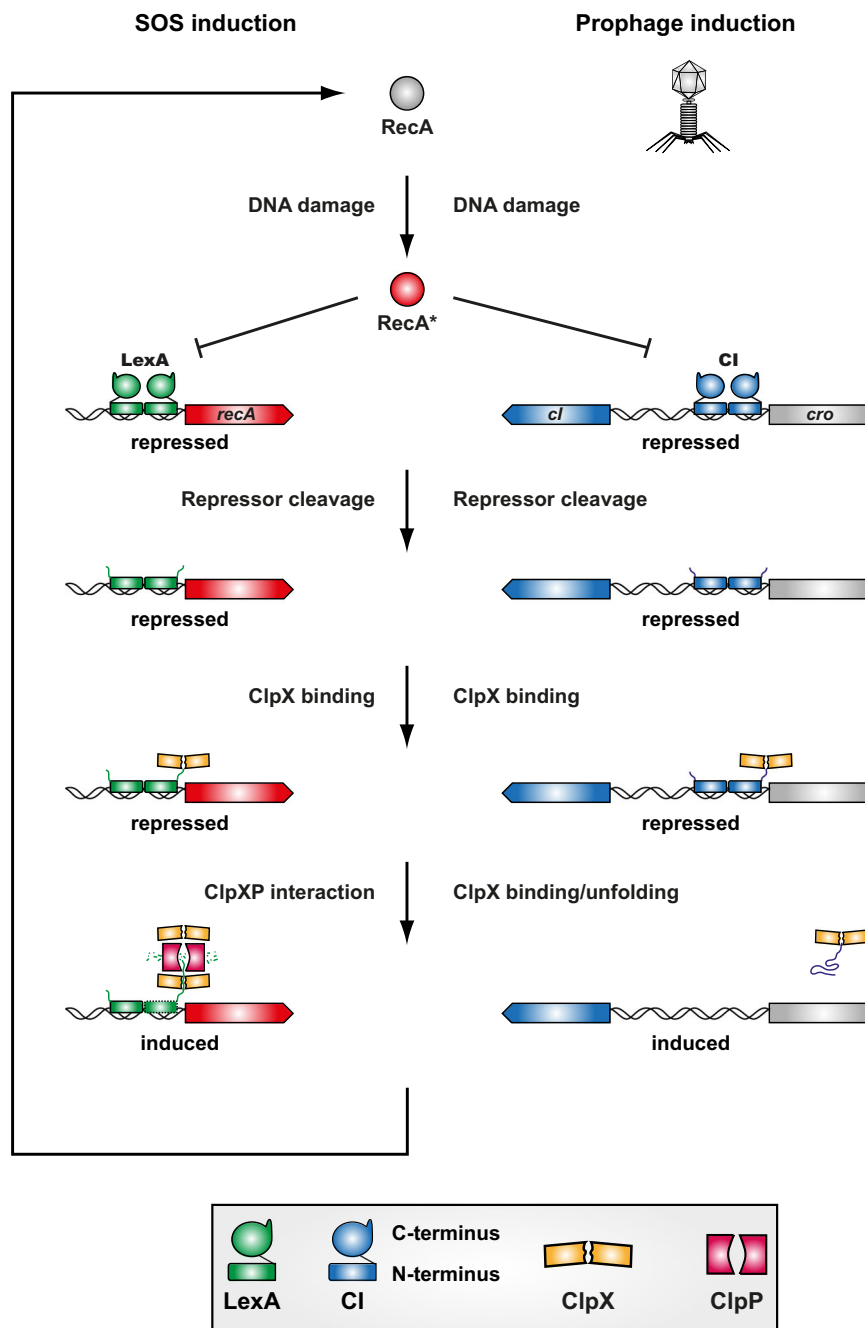 SOS induction
Prophage induction
RecA
DNA damage
DNA damage
RecA*
LexA
CI
recA
cI
cro
repressed
repressed
Repressor cleavage
Repressor cleavage
repressed
repressed
ClpX binding
ClpX binding
repressed
repressed
ClpXP interaction
ClpX binding/unfolding
induced
induced
C-terminus
N-terminus
LexA
CI
ClpX
ClpP